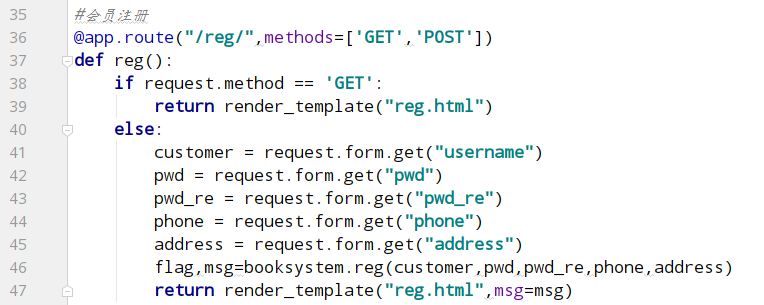 35 #会员注册
36 @app.route("/reg/",methods=['GET','POST'])
37 def reg():
38     if request.method == 'GET':
39         return render_template("reg.html")
40     else:
41         customer = request.form.get("username")
42         pwd = request.form.get("pwd")
43         pwd_re = request.form.get("pwd_re")
44         phone = request.form.get("phone")
45         address = request.form.get("address")
46         flag,msg=booksystem.reg(customer,pwd,pwd_re,phone,address)
47         return render_template("reg.html",msg=msg)